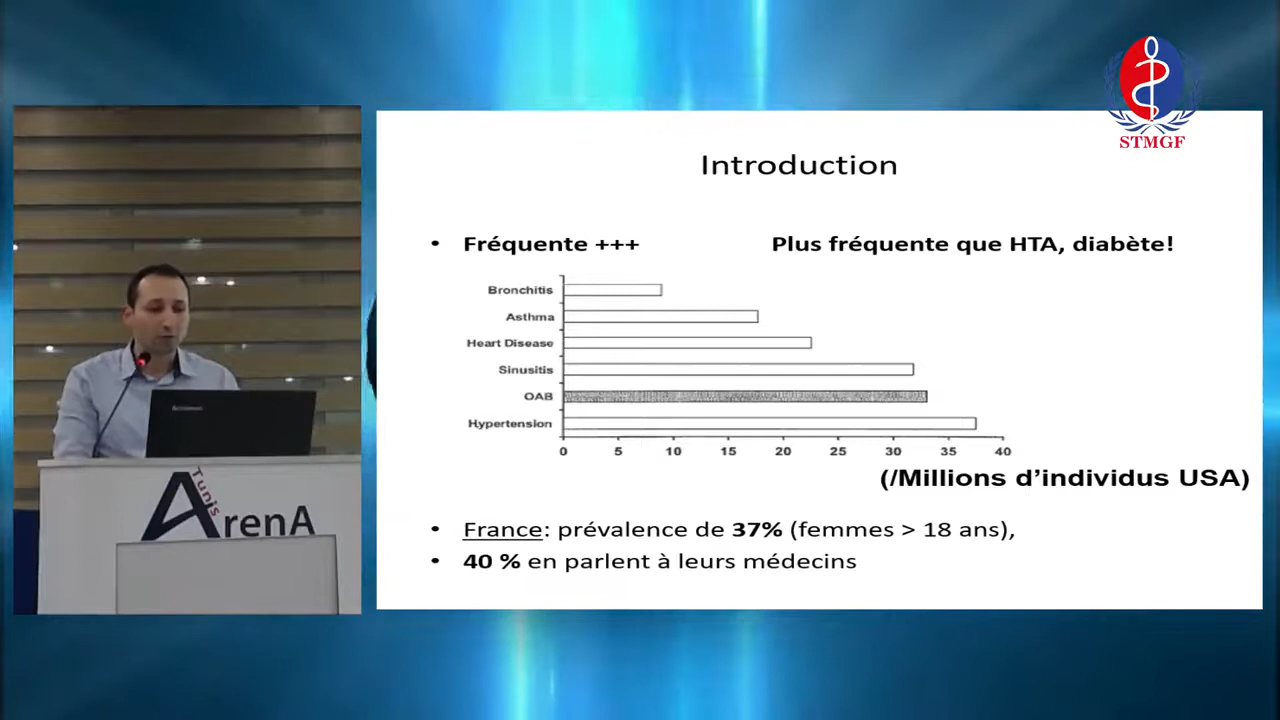 STMGF
Introduction
• Fréquente +++ Plus fréquente que HTA, diabète!
Bronchitis
Asthma
Heart Disease
Sinusitis
OAB
Hypertension
0 5 10 15 20 25 30 35 40
(/Millions d’individus USA)
• France: prévalence de 37% (femmes > 18 ans),
• 40 % en parlent à leurs médecins
Lenovo
Tunis
ArenA